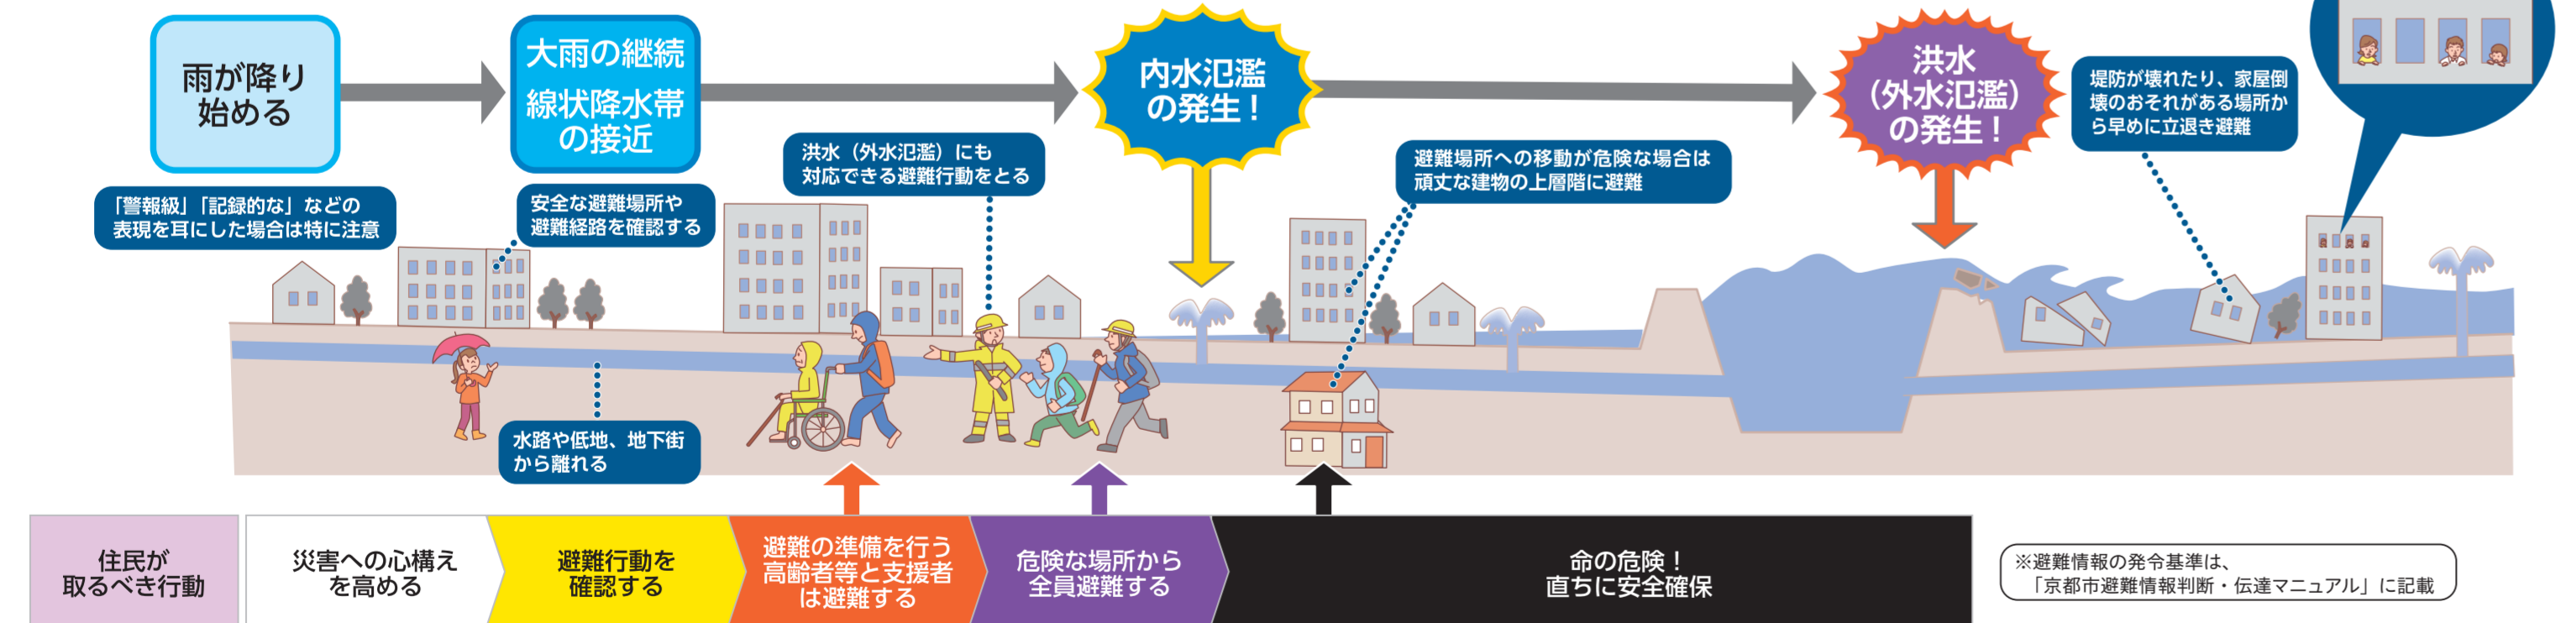 雨が降り
始める
大雨の継続
線状降水帯
の接近
内水氾濫
の発生！
洪水
（外水氾濫）
の発生！
堤防が壊れたり、家屋倒
壊のおそれがある場所か
ら早めに立退き避難
洪水（外水氾濫）にも
対応できる避難行動をとる
避難場所への移動が危険な場合は
頑丈な建物の上層階に避難
「警報級」「記録的な」などの
表現を耳にした場合は特に注意
安全な避難場所や
避難経路を確認する
水路や低地、地下街
から離れる
住民が
取るべき行動
災害への心構え
を高める
避難行動を
確認する
避難の準備を行う
高齢者等と支援者
は避難する
危険な場所から
全員避難する
命の危険！
直ちに安全確保
※避難情報の発令基準は、
「京都市避難情報判断・伝達マニュアル」に記載